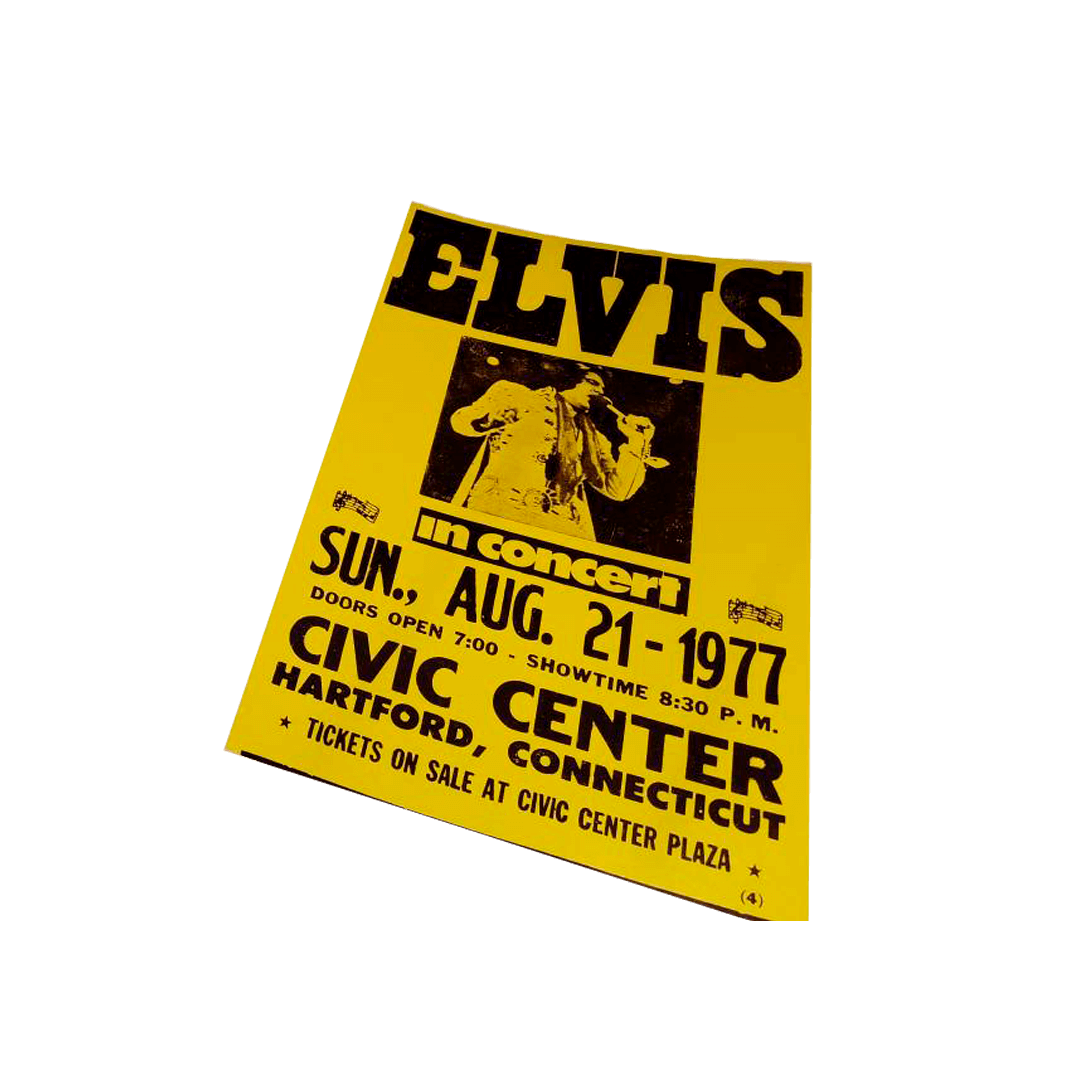 ELVIS
in concert
SUN., AUG. 21 - 1977
DOORS OPEN 7:00 - SHOWTIME 8:30 P. M.
CIVIC CENTER
HARTFORD, CONNECTICUT
★ TICKETS ON SALE AT CIVIC CENTER PLAZA ★
(4)